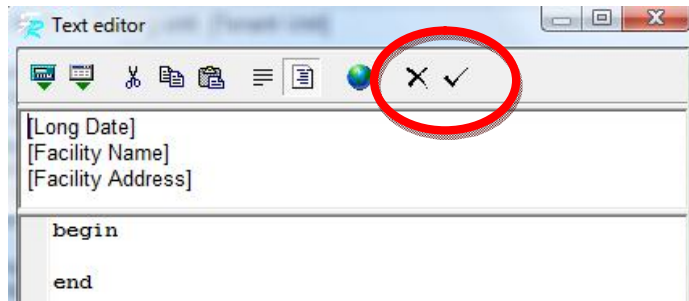 Text editor
[Long Date]
[Facility Name]
[Facility Address]
begin
end